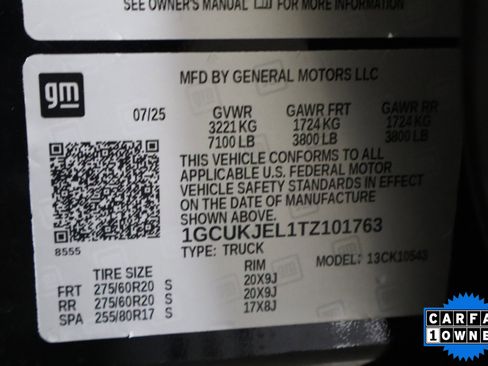 SEE OWNER'S MANUAL FOR MORE
gm
MFD BY GENERAL MOTORS LLC
07/25
GVWR GAWR FRT GAWR RR
3221 KG 1724 KG 1724 KG
7100 LB 3800 LB 3800 LB
THIS VEHICLE CONFORMS TO ALL
APPLICABLE U.S. FEDERAL MOTOR
VEHICLE SAFETY STANDARDS IN EFFECT
ON THE DATE OF MANUFACTURE
SHOWN ABOVE.
1GCUKJEL1TZ101763
TYPE: TRUCK MODEL: 13CK10543
8555
TIRE SIZE RIM
FRT 275/60R20 S 20X9J
RR 275/60R20 S 20X9J
SPA 255/80R17 S 17X8J
CARFA
1 OWNE